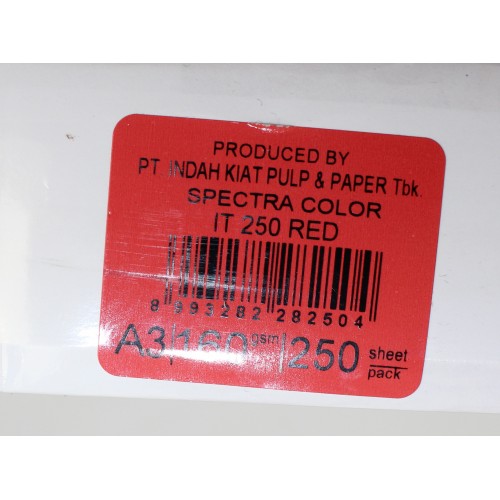 PRODUCED BY
PT. INDAH KIAT PULP & PAPER Tbk.
SPECTRA COLOR
IT 250 RED
8 993282 282504
A3 160 gsm 250 sheet/pack